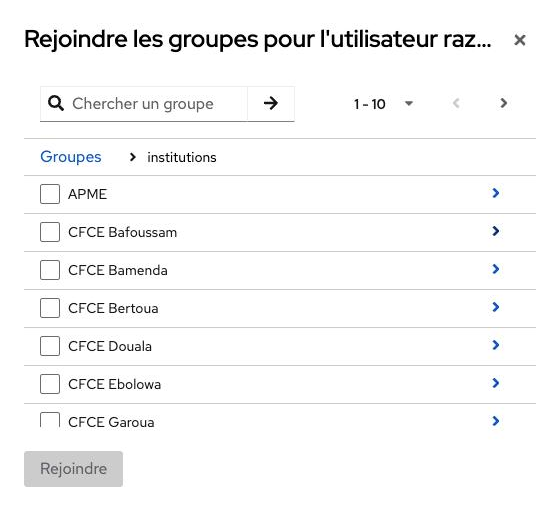 Rejoindre les groupes pour l'utilisateur raz...
Chercher un groupe
1 - 10
Groupes > institutions
APME
CFCE Bafoussam
CFCE Bamenda
CFCE Bertoua
CFCE Douala
CFCE Ebolowa
CFCE Garoua
Rejoindre